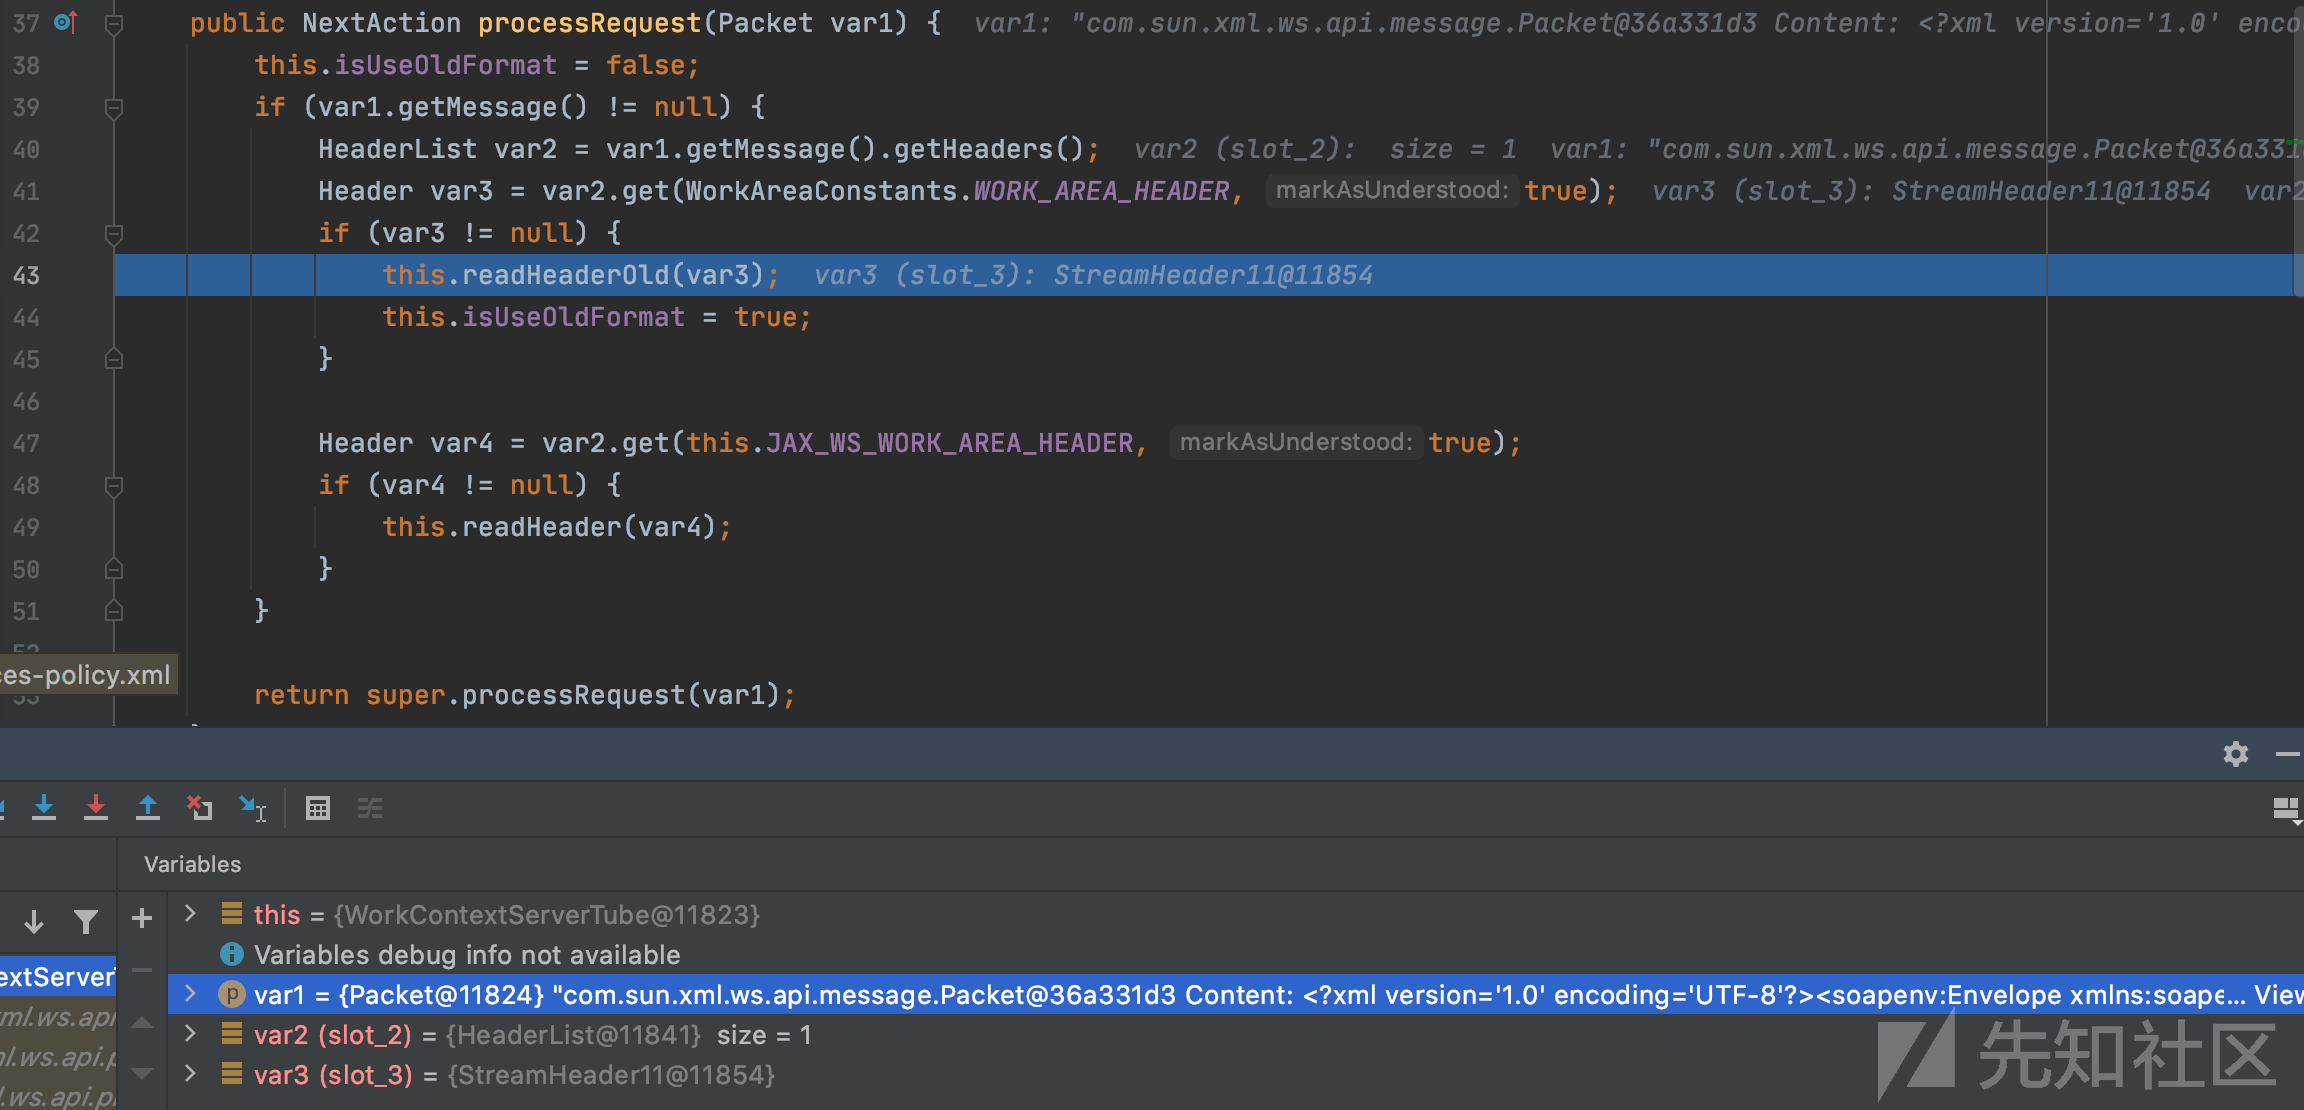 37 public NextAction processRequest(Packet var1) { var1: "com.sun.xml.ws.api.message.Packet@36a331d3 Content: <?xml version='1.0' enco
38 this.isUseOldFormat = false;
39 if (var1.getMessage() != null) {
40 HeaderList var2 = var1.getMessage().getHeaders(); var2 (slot_2): size = 1 var1: "com.sun.xml.ws.api.message.Packet@36a331
41 Header var3 = var2.get(WorkAreaConstants.WORK_AREA_HEADER, markAsUnderstood: true); var3 (slot_3): StreamHeader11@11854 var2
42 if (var3 != null) {
43 this.readHeaderOld(var3); var3 (slot_3): StreamHeader11@11854
44 this.isUseOldFormat = true;
45 }
46
47 Header var4 = var2.get(this.JAX_WS_WORK_AREA_HEADER, markAsUnderstood: true);
48 if (var4 != null) {
49 this.readHeader(var4);
50 }
51 }
52
ces-policy.xml
53 return super.processRequest(var1);
Variables
this = {WorkContextServerTube@11823}
Variables debug info not available
extServerT
p var1 = {Packet@11824} "com.sun.xml.ws.api.message.Packet@36a331d3 Content: <?xml version='1.0' encoding='UTF-8'?><soapenv:Envelope xmlns:soape... View
xml.ws.api
var2 (slot_2) = {HeaderList@11841} size = 1
ml.ws.api.p
var3 (slot_3) = {StreamHeader11@11854}
l.ws.api.pi
先知社区